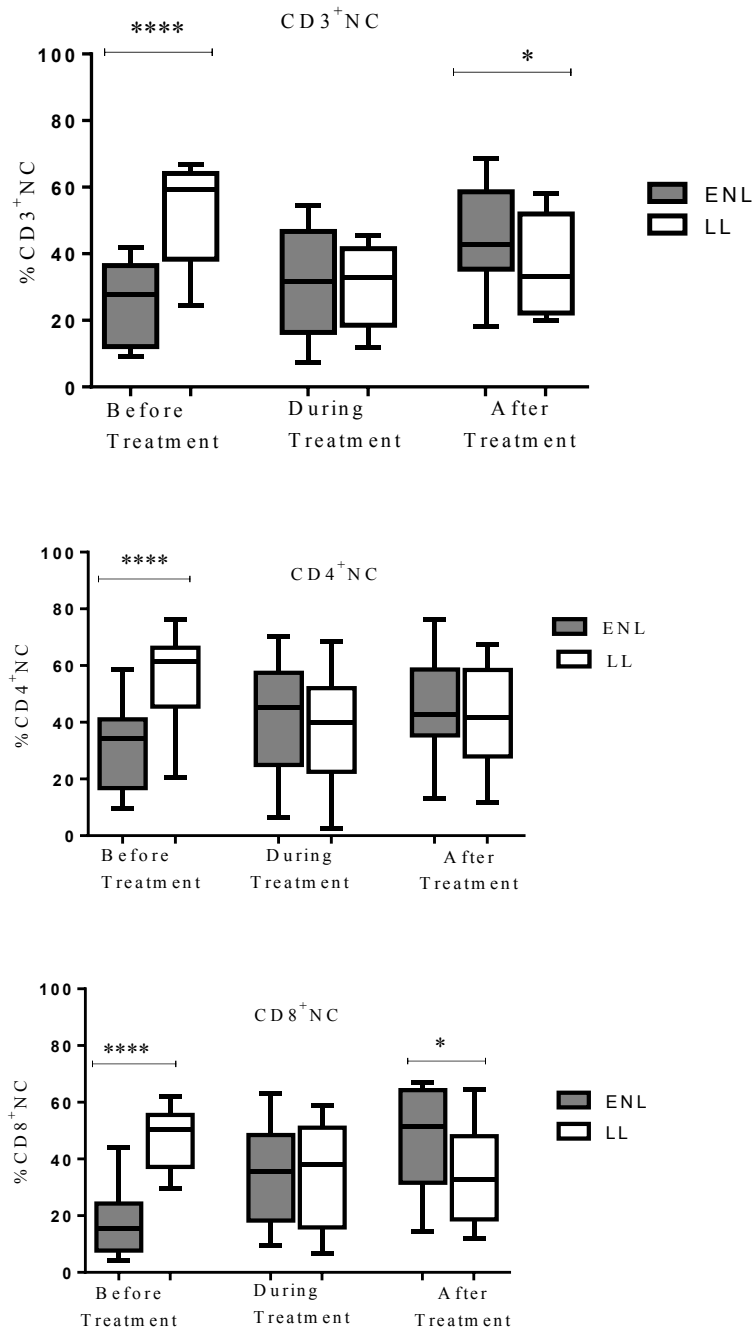 CD3⁺NC
****
*
100
80
60
40
20
0
%CD3⁺NC
ENL
LL
Before During After
Treatment Treatment Treatment
CD4⁺NC
****
100
80
60
40
20
0
%CD4⁺NC
ENL
LL
Before During After
Treatment Treatment Treatment
CD8⁺NC
****
*
100
80
60
40
20
0
%CD8⁺NC
ENL
LL
Before During After
Treatment Treatment Treatment